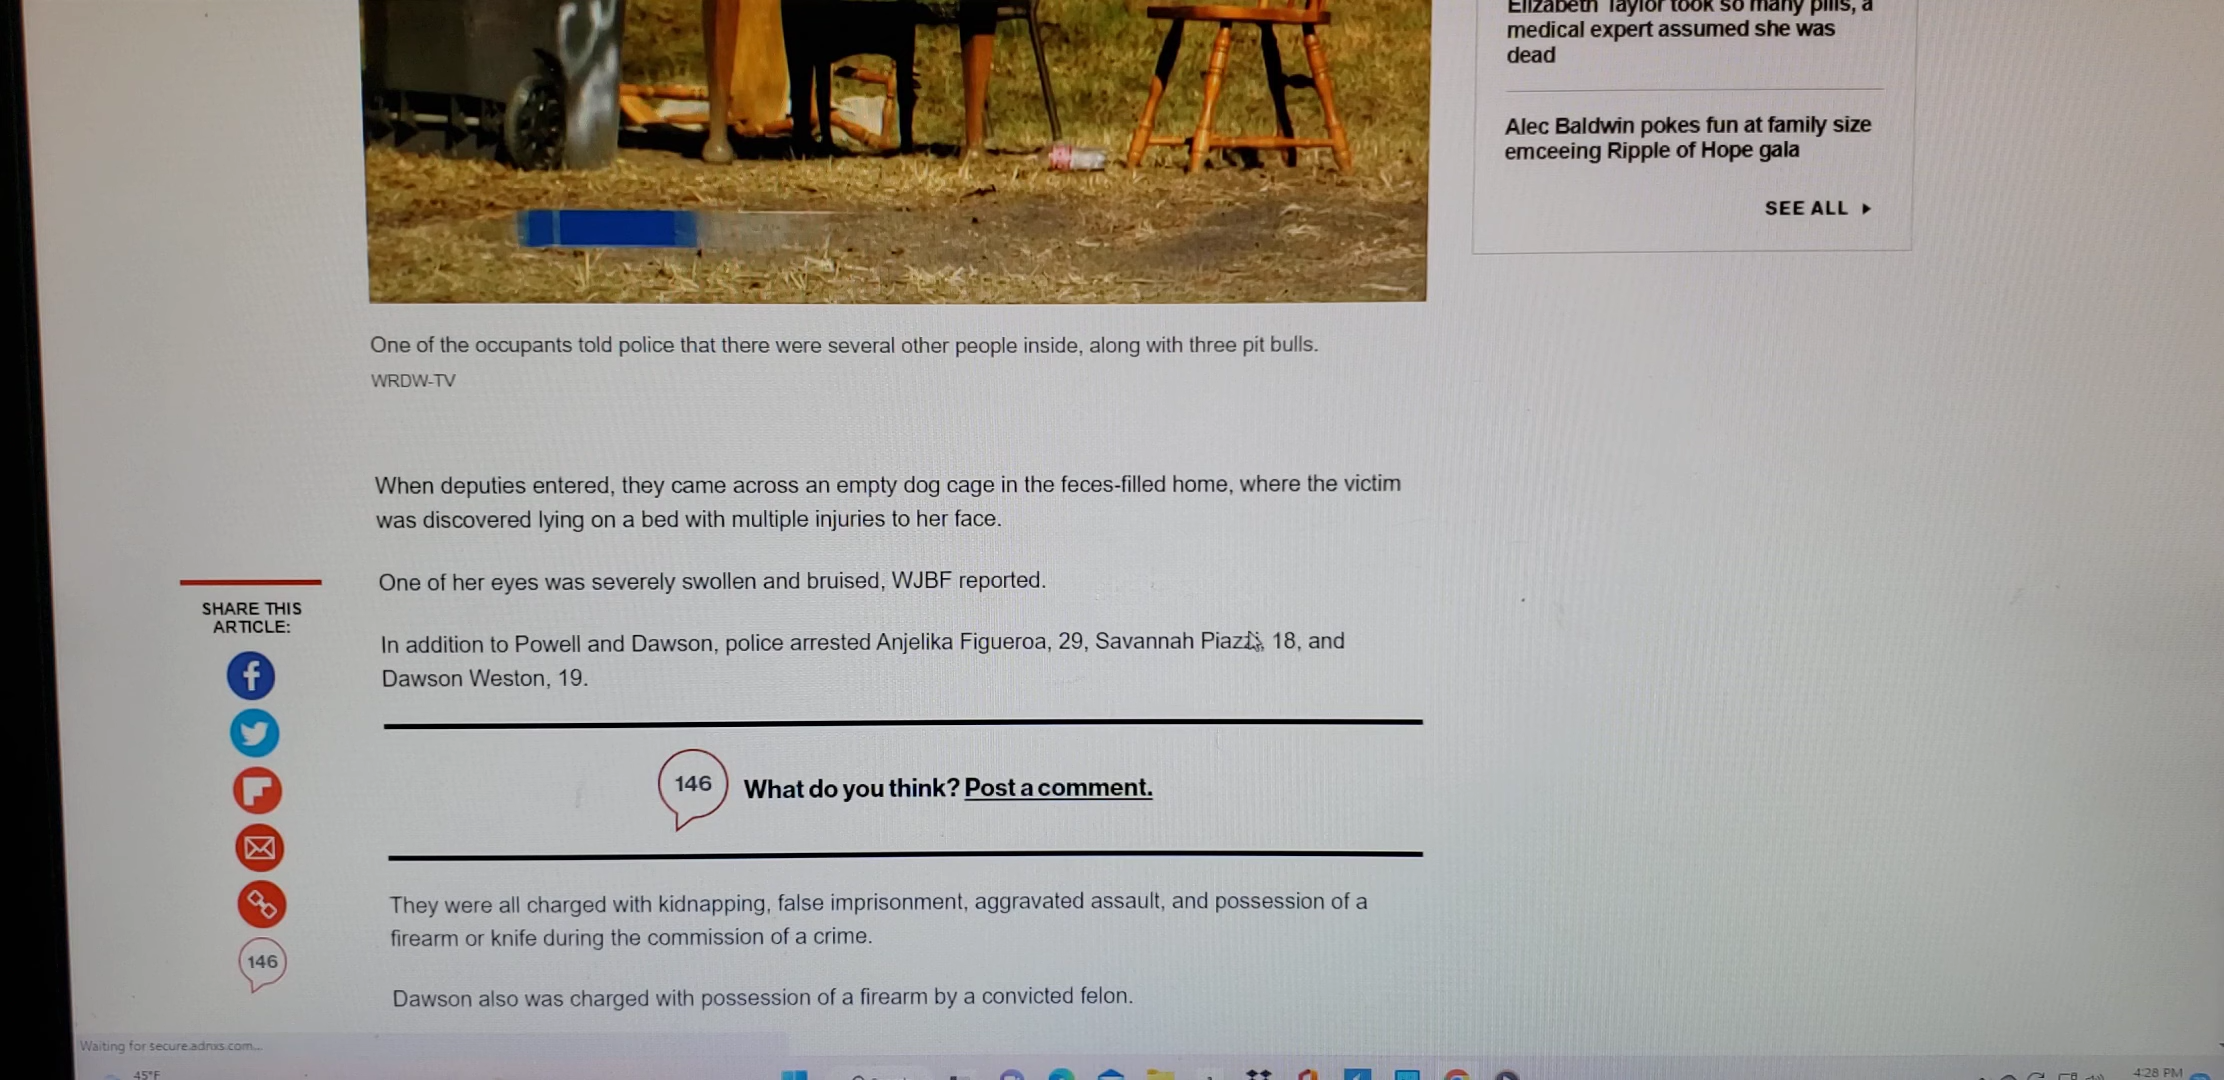 Elizabeth Taylor took so many pills, a
medical expert assumed she was
dead
Alec Baldwin pokes fun at family size
emceeing Ripple of Hope gala
SEE ALL
One of the occupants told police that there were several other people inside, along with three pit bulls.
WRDW-TV
When deputies entered, they came across an empty dog cage in the feces-filled home, where the victim
was discovered lying on a bed with multiple injuries to her face.
One of her eyes was severely swollen and bruised, WJBF reported.
In addition to Powell and Dawson, police arrested Anjelika Figueroa, 29, Savannah 18, and
Dawson Weston, 19.
SHARE THIS
ARTICLE:
146 What do you think? Post a comment.
They were all charged with kidnapping, false imprisonment, aggravated assault, and possession of a
firearm or knife during the commission of a crime.
146
Dawson also was charged with possession of a firearm by a convicted felon.
Waiting for secure.adnxs.com...
45°F
4:28 PM